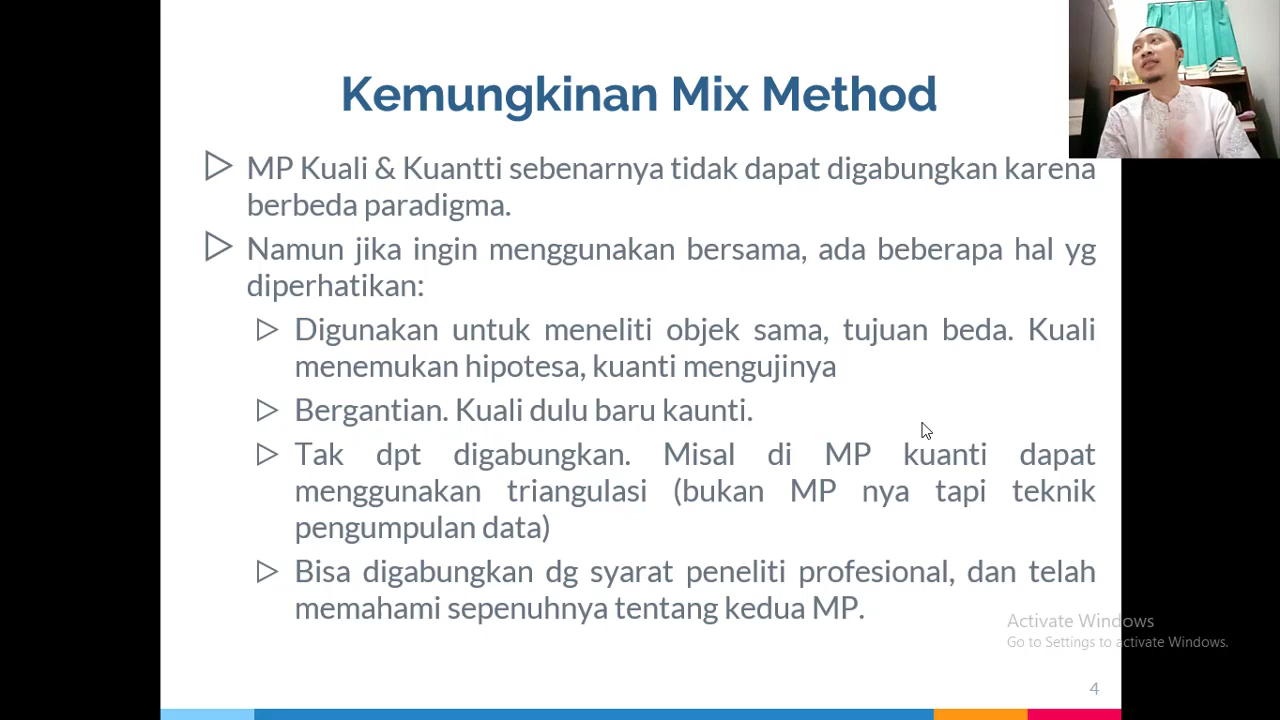 Kemungkinan Mix Method
MP Kuali & Kuantti sebenarnya tidak dapat digabungkan karena
berbeda paradigma.
Namun jika ingin menggunakan bersama, ada beberapa hal yg
diperhatikan:
Digunakan untuk meneliti objek sama, tujuan beda. Kuali
menemukan hipotesa, kuanti mengujinya
Bergantian. Kuali dulu baru kaunti.
Tak dpt digabungkan. Misal di MP kuanti dapat
menggunakan triangulasi (bukan MP nya tapi teknik
pengumpulan data)
Bisa digabungkan dg syarat peneliti profesional, dan telah
memahami sepenuhnya tentang kedua MP.
Activate Windows
Go to Settings to activate Windows.
4